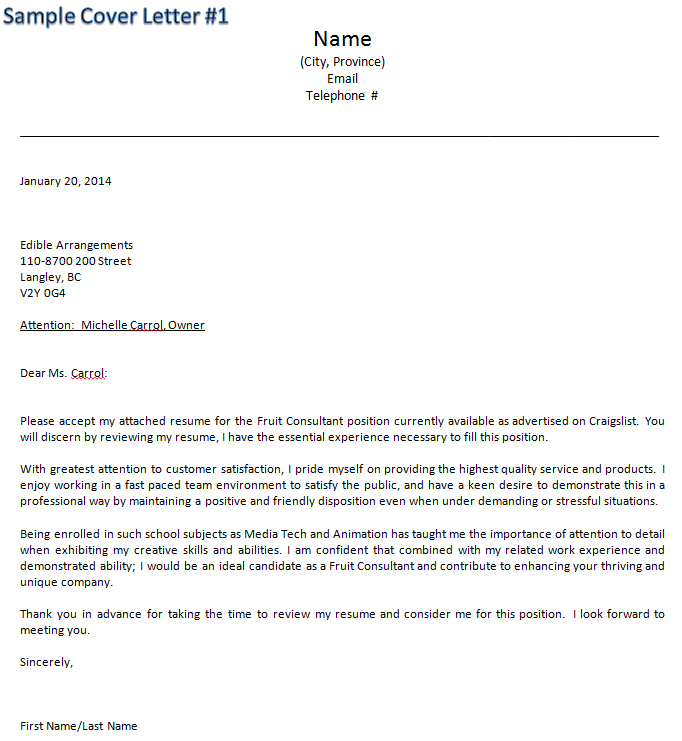 Sample Cover Letter #1
Name
(City, Province)
Email
Telephone #
January 20, 2014
Edible Arrangements
110-8700 200 Street
Langley, BC
V2Y 0G4
Attention: Michelle Carrol, Owner
Dear Ms. Carrol:
Please accept my attached resume for the Fruit Consultant position currently available as advertised on Craigslist. You
will discern by reviewing my resume, I have the essential experience necessary to fill this position.
With greatest attention to customer satisfaction, I pride myself on providing the highest quality service and products. I
enjoy working in a fast paced team environment to satisfy the public, and have a keen desire to demonstrate this in a
professional way by maintaining a positive and friendly disposition even when under demanding or stressful situations.
Being enrolled in such school subjects as Media Tech and Animation has taught me the importance of attention to detail
when exhibiting my creative skills and abilities. I am confident that combined with my related work experience and
demonstrated ability; I would be an ideal candidate as a Fruit Consultant and contribute to enhancing your thriving and
unique company.
Thank you in advance for taking the time to review my resume and consider me for this position. I look forward to
meeting you.
Sincerely,
First Name/Last Name